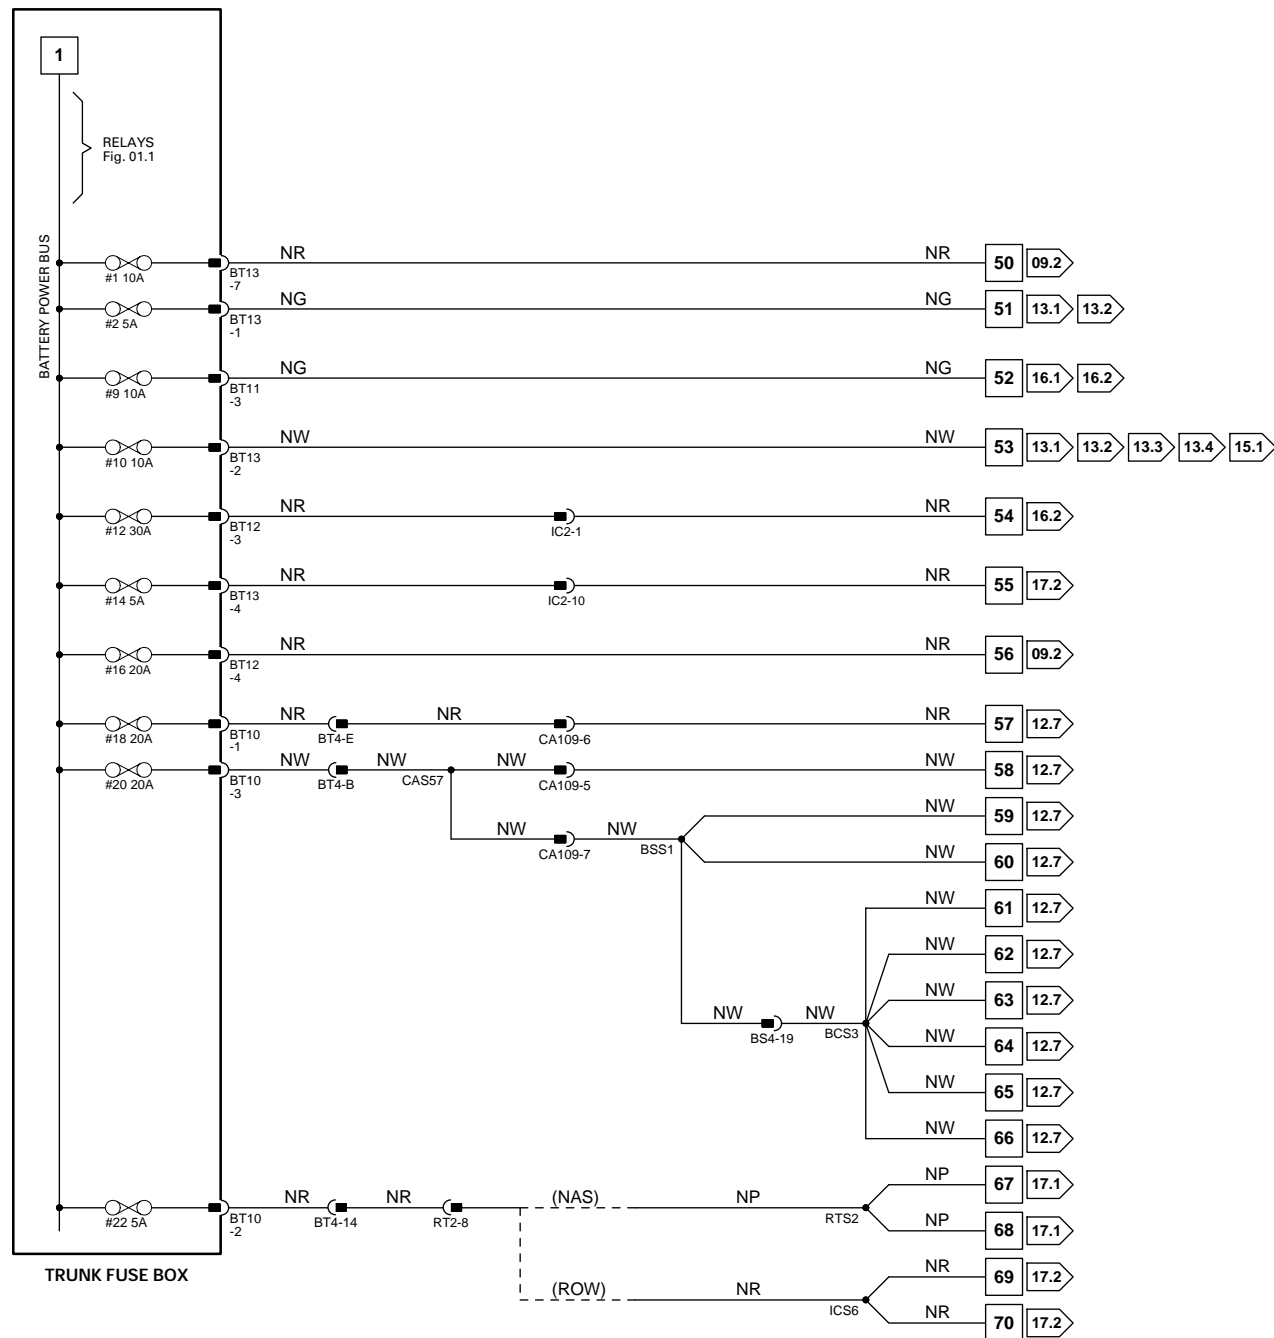 1
RELAYS
Fig. 01.1
BATTERY POWER BUS
#1 10A BT13 -7 NR NR 50 09.2
#2 5A BT13 -1 NG NG 51 13.1 13.2
#9 10A BT11 -3 NG NG 52 16.1 16.2
#10 10A BT13 -2 NW NW 53 13.1 13.2 13.3 13.4 15.1
#12 30A BT12 -3 NR IC2-1 NR 54 16.2
#14 5A BT13 -4 NR IC2-10 NR 55 17.2
#16 20A BT12 -4 NR NR 56 09.2
#18 20A BT10 -1 NR BT4-E NR CA109-6 NR 57 12.7
#20 20A BT10 -3 NW BT4-B NW CAS57 NW CA109-5 NW 58 12.7
NW 59 12.7
NW CA109-7 NW BSS1
NW 60 12.7
NW 61 12.7
NW 62 12.7
NW 63 12.7
NW BS4-19 NW BCS3
NW 64 12.7
NW 65 12.7
NW 66 12.7
NP 67 17.1
#22 5A BT10 -2 NR BT4-14 NR RT2-8 (NAS) NP RTS2
NP 68 17.1
NR 69 17.2
(ROW) NR ICS6
NR 70 17.2
TRUNK FUSE BOX